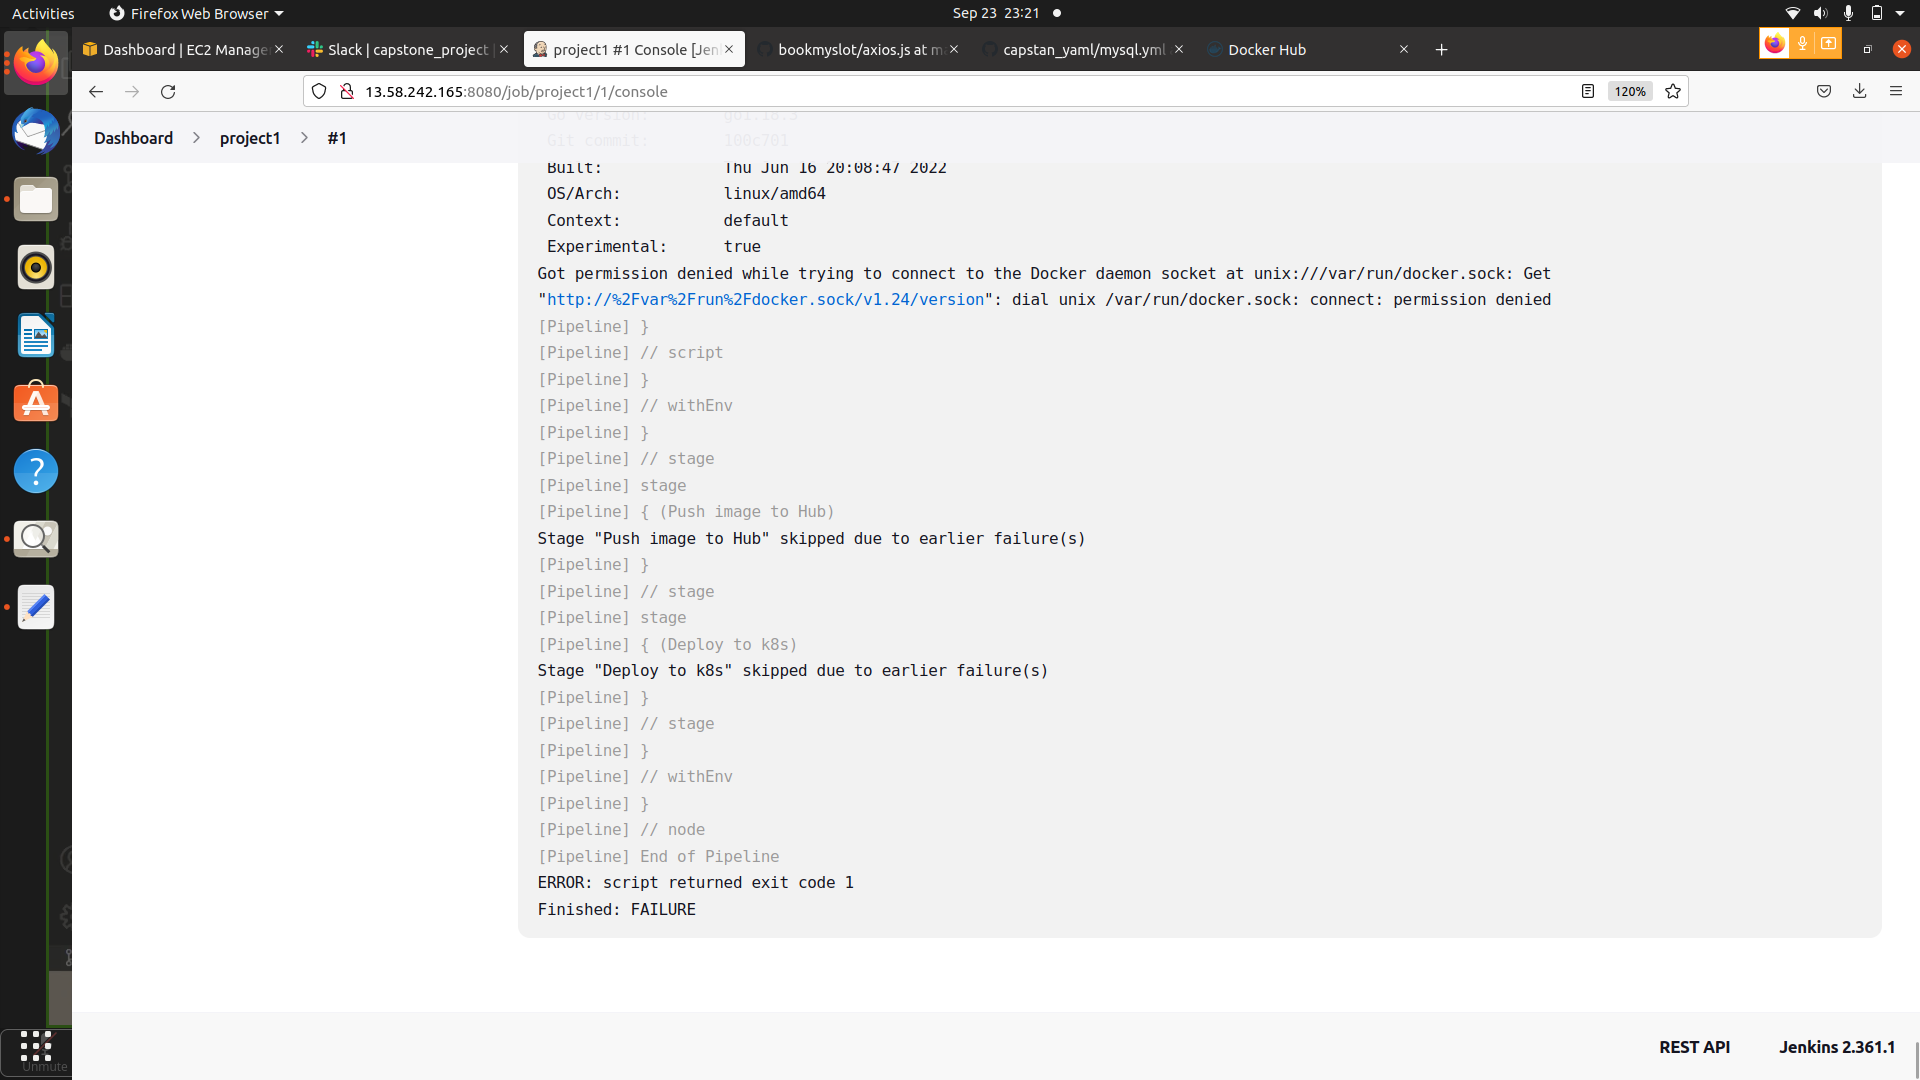 Activities
Firefox Web Browser
Sep 23 23:21
Dashboard | EC2 Manage
Slack | capstone_project
project1 #1 Console [Jen
bookmyslot/axios.js at m
capstan_yaml/mysql.yml
Docker Hub
13.58.242.165:8080/job/project1/1/console
120%
Dashboard
project1
#1
Go version: go1.18.3
Git commit: 100c701
Built: Thu Jun 16 20:08:47 2022
OS/Arch: linux/amd64
Context: default
Experimental: true
Got permission denied while trying to connect to the Docker daemon socket at unix:///var/run/docker.sock: Get
"http://%2Fvar%2Frun%2Fdocker.sock/v1.24/version": dial unix /var/run/docker.sock: connect: permission denied
[Pipeline] }
[Pipeline] // script
[Pipeline] }
[Pipeline] // withEnv
[Pipeline] }
[Pipeline] // stage
[Pipeline] stage
[Pipeline] { (Push image to Hub)
Stage "Push image to Hub" skipped due to earlier failure(s)
[Pipeline] }
[Pipeline] // stage
[Pipeline] stage
[Pipeline] { (Deploy to k8s)
Stage "Deploy to k8s" skipped due to earlier failure(s)
[Pipeline] }
[Pipeline] // stage
[Pipeline] }
[Pipeline] // withEnv
[Pipeline] }
[Pipeline] // node
[Pipeline] End of Pipeline
ERROR: script returned exit code 1
Finished: FAILURE
REST API
Jenkins 2.361.1
Unmute